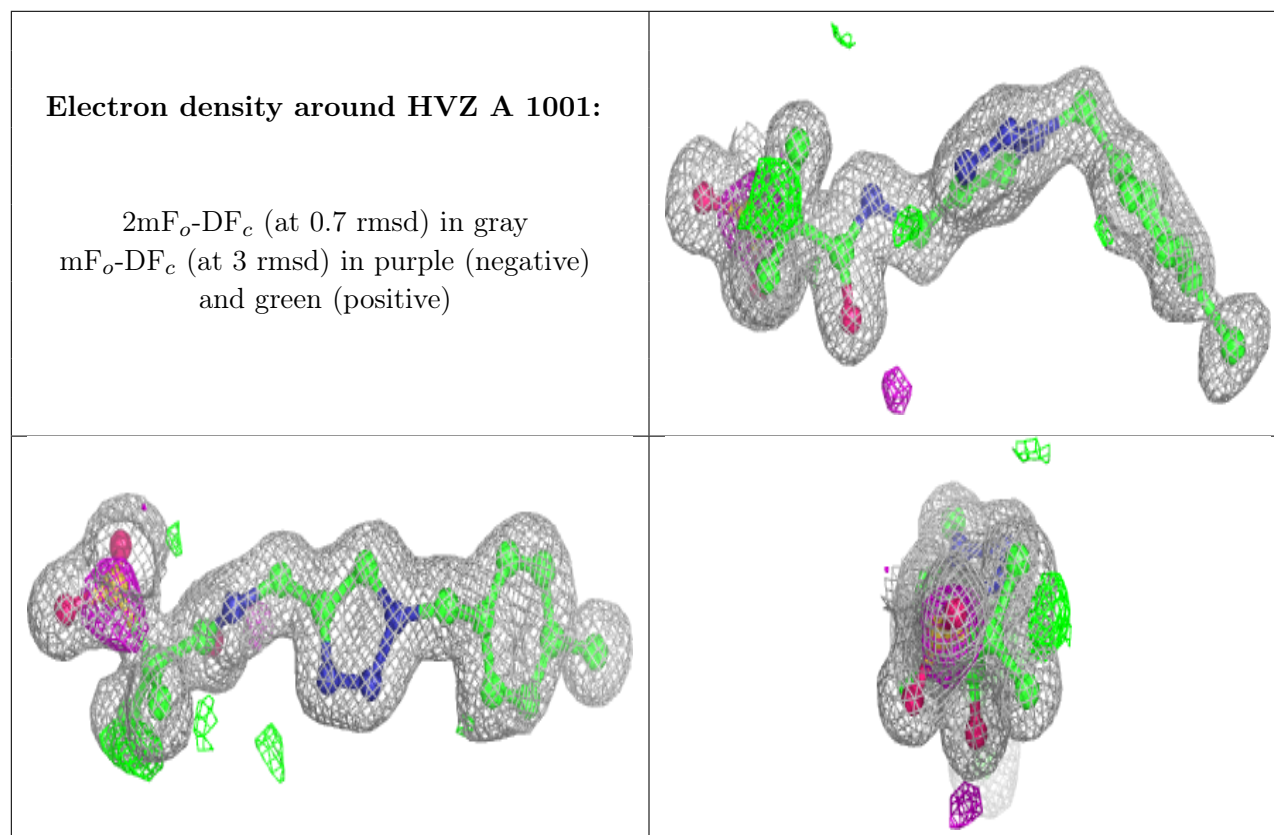 Electron density around HVZ A 1001:
2mFo-DFc (at 0.7 rmsd) in gray
mFo-DFc (at 3 rmsd) in purple (negative)
and green (positive)